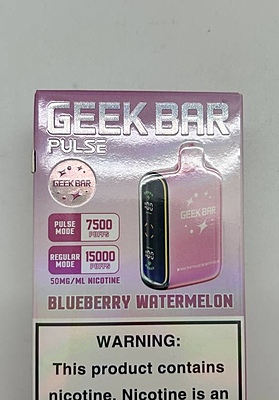 GEEK BAR
PULSE
GEEK BAR
GEEK BAR
PULSE MODE 7500 PUFFS
REGULAR MODE 15000 PUFFS
50MG/ML NICOTINE
BLUEBERRY WATERMELON
WARNING:
This product contains
nicotine. Nicotine is an